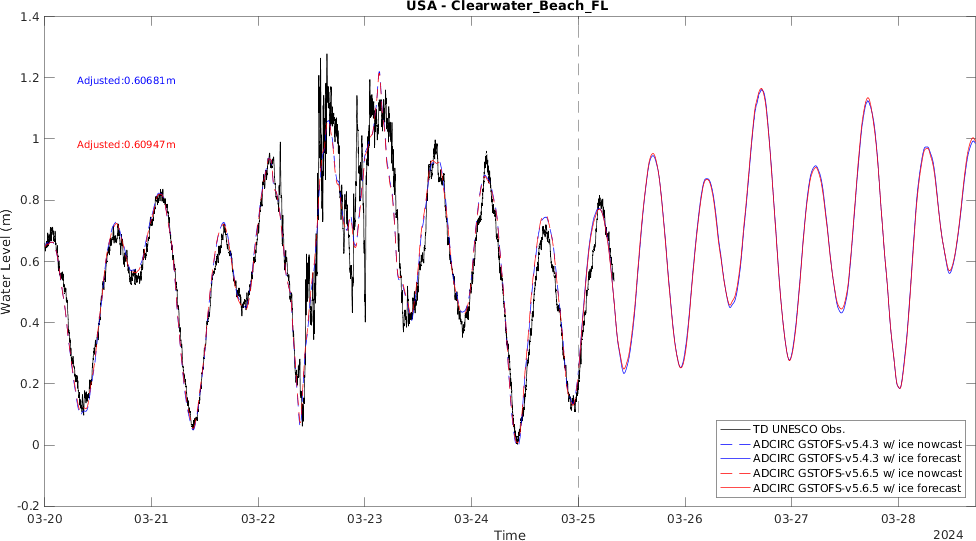 USA - Clearwater_Beach_FL
1.4
1.2
1
0.8
0.6
0.4
0.2
0
-0.2
Water Level (m)
Adjusted:0.60681m
Adjusted:0.60947m
TD UNESCO Obs.
ADCIRC GSTOFS-v5.4.3 w/ ice nowcast
ADCIRC GSTOFS-v5.4.3 w/ ice forecast
ADCIRC GSTOFS-v5.6.5 w/ ice nowcast
ADCIRC GSTOFS-v5.6.5 w/ ice forecast
03-20 03-21 03-22 03-23 03-24 03-25 03-26 03-27 03-28
Time
2024